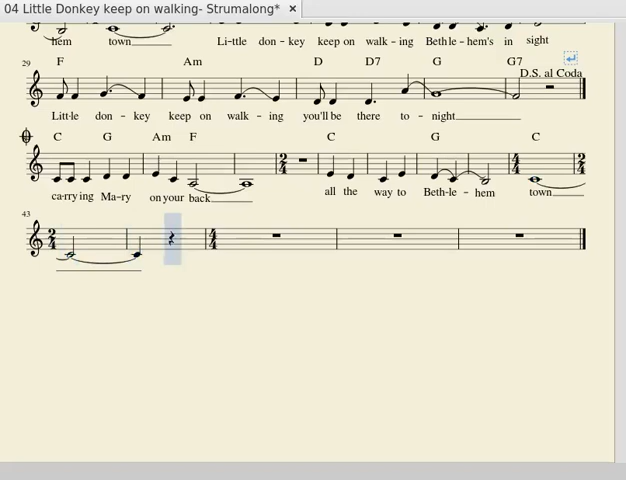 04 Little Donkey keep on walking- Strumalong* ×
hem town Li-ttle don-key keep on walk-ing Bethle-hem's in sight
29 F Am D D7 G G7
D.S. al Coda
Litt-le don-key keep on walk-ing you'll be there to-night
C G Am F C G C
2/4 4/4 2/4
ca-rry ing Ma-ry on your back all the way to Beth-le-hem town
43
2/4 4/4